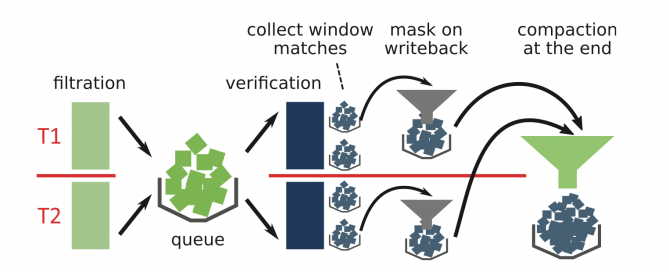 collect window
matches
mask on
writeback
compaction
at the end
filtration
verification
T1
T2
queue